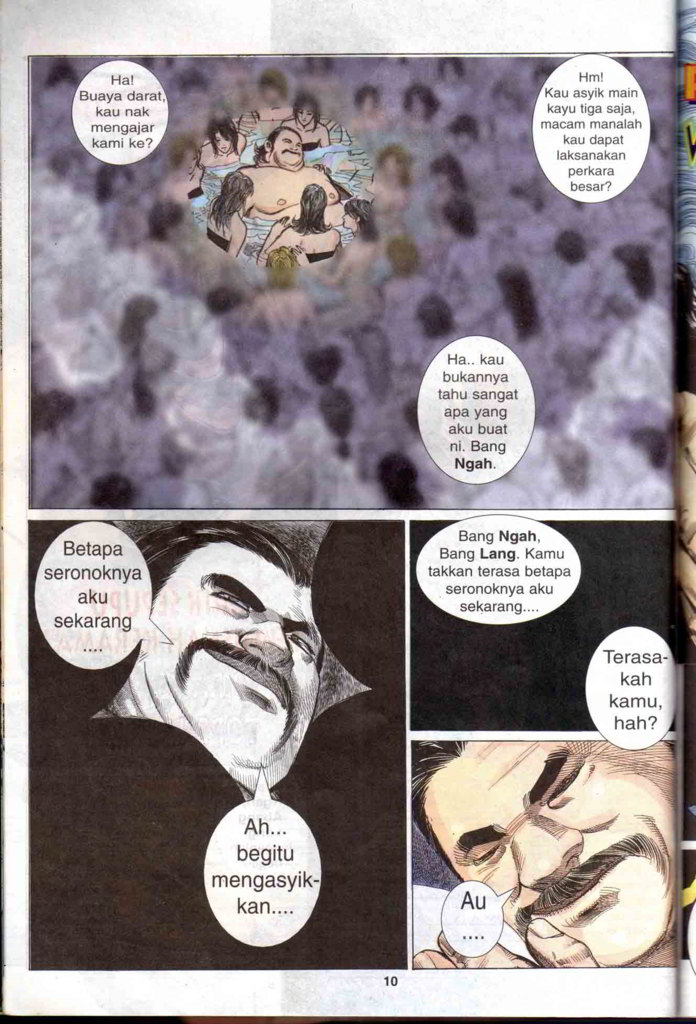 Ha!
Buaya darat,
kau nak
mengajar
kami ke?
Hm!
Kau asyik main
kayu tiga saja,
macam manalah
kau dapat
laksanakan
perkara
besar?
Ha.. kau
bukannya
tahu sangat
apa yang
aku buat
ni. Bang
Ngah.
Betapa
seronoknya
aku
sekarang
....
Ah...
begitu
mengasyik-
kan....
Bang Ngah,
Bang Lang. Kamu
takkan terasa betapa
seronoknya aku
sekarang....
Terasa-
kah
kamu,
hah?
Au
....
10